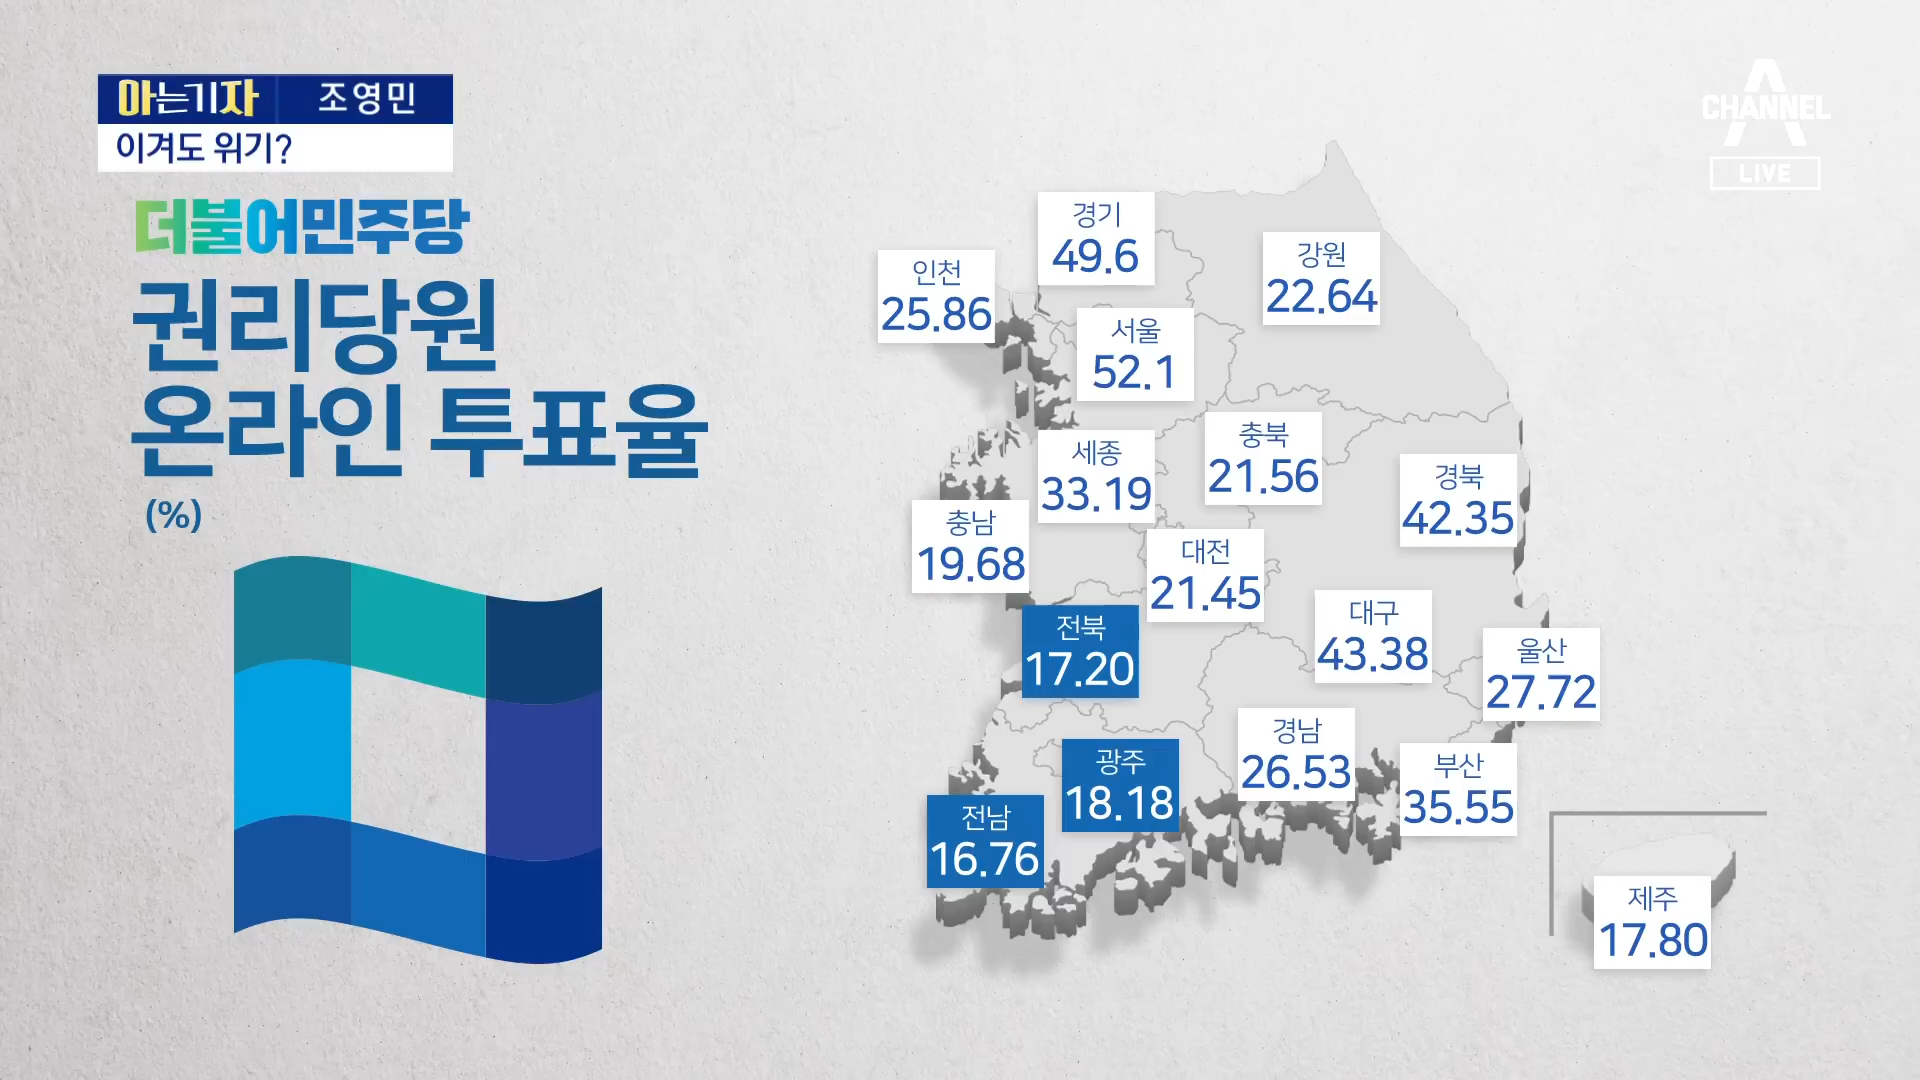 아는기자 조영민
이겨도 위기?
CHANNEL A
LIVE
더불어민주당
권리당원
온라인 투표율
(%)
경기
49.6
강원
22.64
인천
25.86
서울
52.1
충북
21.56
세종
33.19
경북
42.35
충남
19.68
대전
21.45
대구
43.38
전북
17.20
울산
27.72
경남
26.53
광주
18.18
부산
35.55
전남
16.76
제주
17.80